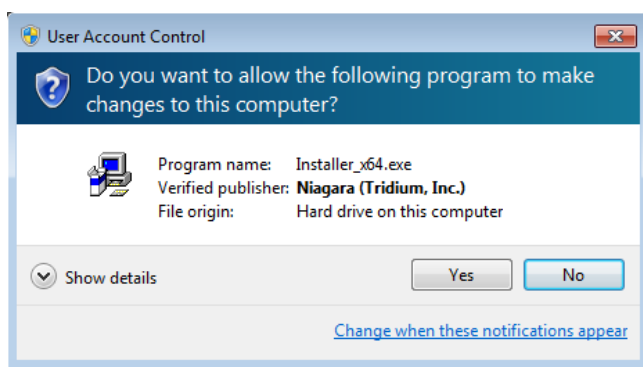 User Account Control
Do you want to allow the following program to make
changes to this computer?
Program name: Installer_x64.exe
Verified publisher: Niagara (Tridium, Inc.)
File origin: Hard drive on this computer
Show details
Yes
No
Change when these notifications appear